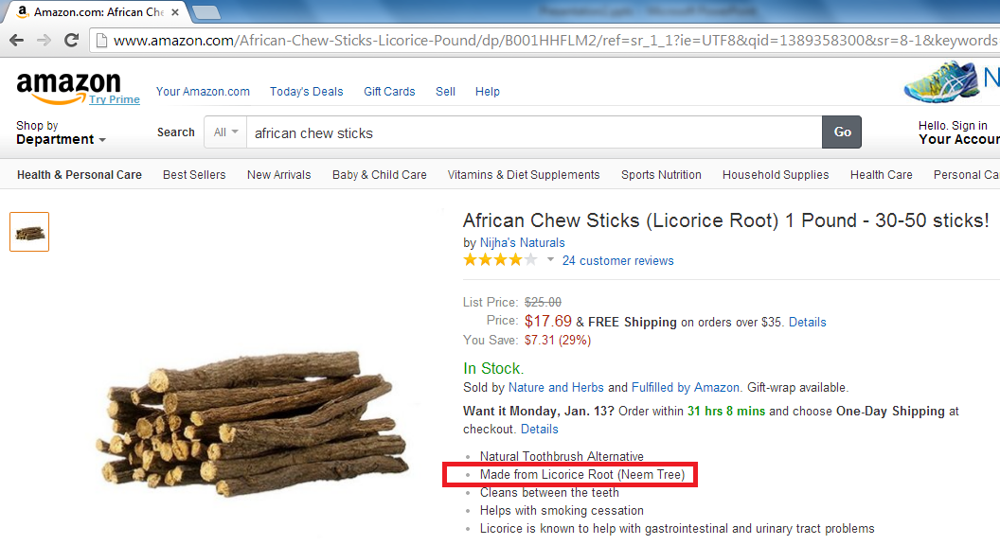 Amazon.com: African Che
www.amazon.com/African-Chew-Sticks-Licorice-Pound/dp/B001HHFLM2/ref=sr_1_1?ie=UTF8&qid=1389358300&sr=8-1&keywords
amazon
Try Prime
Your Amazon.com Today's Deals Gift Cards Sell Help
N
Shop by
Department
Search All african chew sticks Go
Hello. Sign in
Your Accoun
Health & Personal Care Best Sellers New Arrivals Baby & Child Care Vitamins & Diet Supplements Sports Nutrition Household Supplies Health Care Personal Ca
African Chew Sticks (Licorice Root) 1 Pound - 30-50 sticks!
by Nijha's Naturals
24 customer reviews
List Price: $25.00
Price: $17.69 & FREE Shipping on orders over $35. Details
You Save: $7.31 (29%)
In Stock.
Sold by Nature and Herbs and Fulfilled by Amazon. Gift-wrap available.
Want it Monday, Jan. 13? Order within 31 hrs 8 mins and choose One-Day Shipping at
checkout. Details
Natural Toothbrush Alternative
Made from Licorice Root (Neem Tree)
Cleans between the teeth
Helps with smoking cessation
Licorice is known to help with gastrointestinal and urinary tract problems